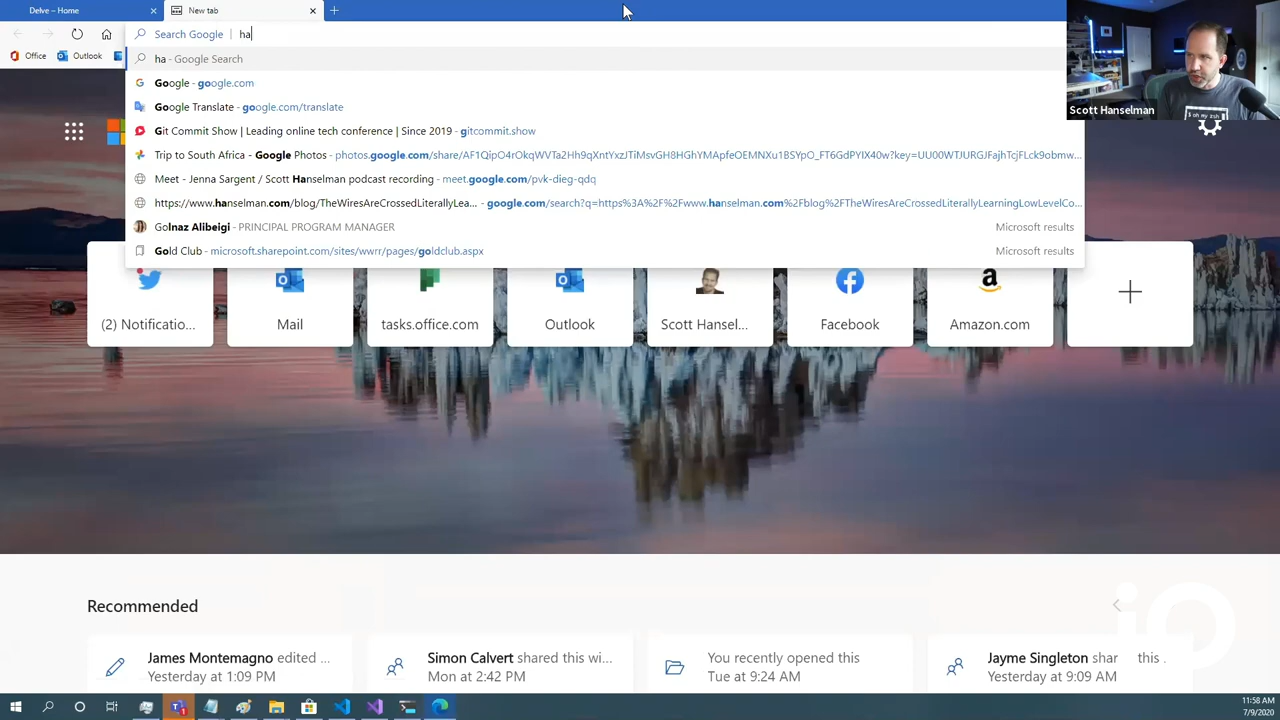 Delve – Home
New tab
Search Google | ha
Office
Outlook
ha - Google Search
Google - google.com
Google Translate - google.com/translate
Git Commit Show | Leading online tech conference | Since 2019 - gitcommit.show
Trip to South Africa - Google Photos - photos.google.com/share/AF1QipO4rOkqWVTa2Hh9qXntYxzJTiMsvGH8HGhYMApfeOEMNXu1BSYpO_FT6GdPYIX40w?key=UU00WTJURGJFajhTcjFLck9obmw...
Meet - Jenna Sargent / Scott Hanselman podcast recording - meet.google.com/pvk-dieg-qdq
https://www.hanselman.com/blog/TheWiresAreCrossedLiterallyLea... - google.com/search?q=https%3A%2F%2Fwww.hanselman.com%2Fblog%2FTheWiresAreCrossedLiterallyLearningLowLevelCo...
Golnaz Alibeigi - PRINCIPAL PROGRAM MANAGER
Microsoft results
Gold Club - microsoft.sharepoint.com/sites/wwrr/pages/goldclub.aspx
Microsoft results
Scott Hanselman
$ oh my zsh
(2) Notificatio...
Mail
tasks.office.com
Outlook
Scott Hansel...
Facebook
Amazon.com
Recommended
James Montemagno edited ...
Yesterday at 1:09 PM
Simon Calvert shared this wi...
Mon at 2:42 PM
You recently opened this
Tue at 9:24 AM
Jayme Singleton shar this .
Yesterday at 9:09 AM
iO
11:58 AM
7/9/2020